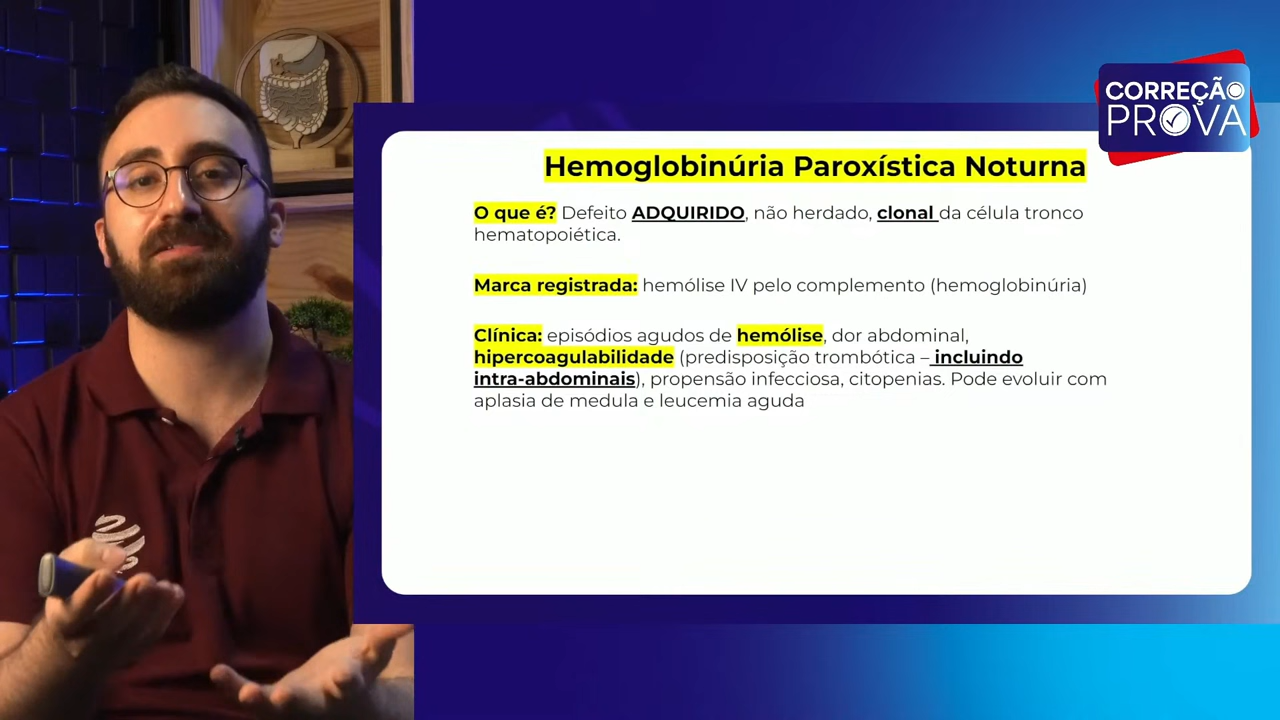 CORREÇÃO
PROVA
Hemoglobinúria Paroxística Noturna
O que é? Defeito ADQUIRIDO, não herdado, clonal da célula tronco
hematopoiética.
Marca registrada: hemólise IV pelo complemento (hemoglobinúria)
Clínica: episódios agudos de hemólise, dor abdominal,
hipercoagulabilidade (predisposição trombótica – incluindo
intra-abdominais), propensão infecciosa, citopenias. Pode evoluir com
aplasia de medula e leucemia aguda